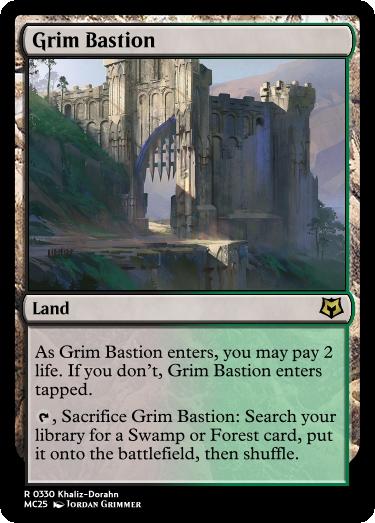 Grim Bastion
Land
As Grim Bastion enters, you may pay 2
life. If you don't, Grim Bastion enters
tapped.
, Sacrifice Grim Bastion: Search your
library for a Swamp or Forest card, put
it onto the battlefield, then shuffle.
R 0330 Khaliz-Dorahn
MC25 Jordan Grimmer